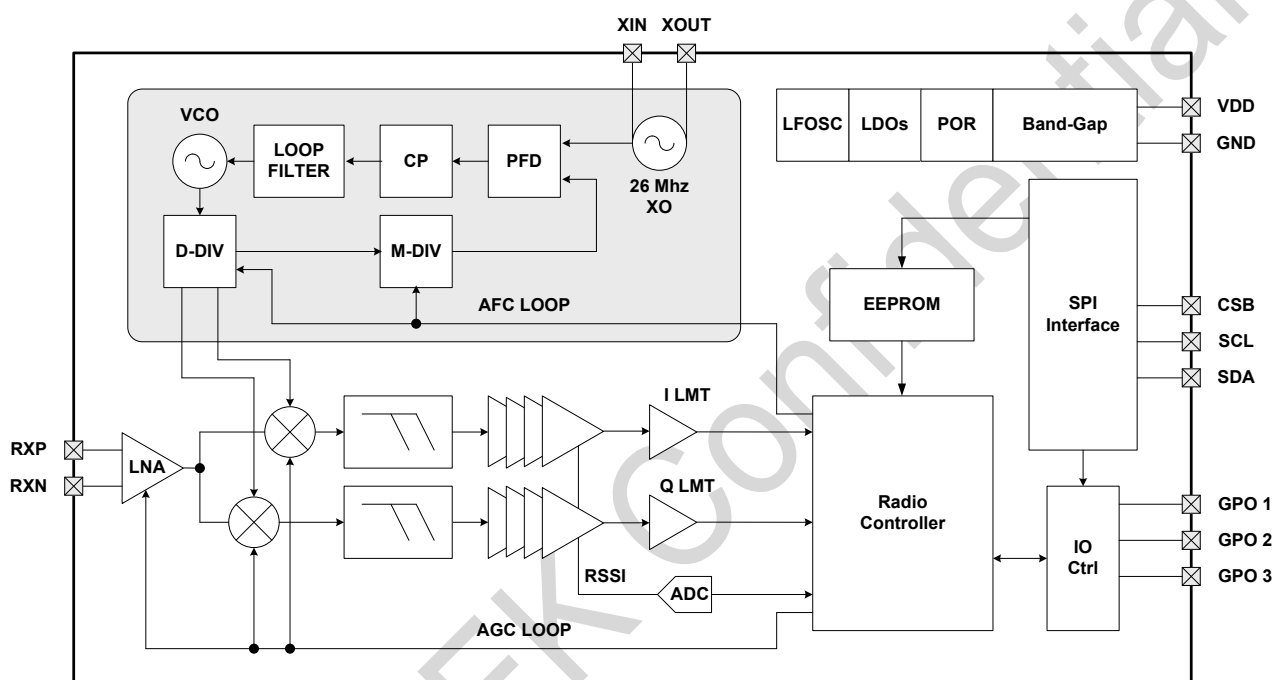 XIN XOUT
VCO
LOOP
FILTER
CP
PFD
26 Mhz
XO
D-DIV
M-DIV
AFC LOOP
LFOSC
LDOs
POR
Band-Gap
VDD
GND
EEPROM
SPI
Interface
CSB
SCL
SDA
RXP
RXN
LNA
I LMT
Q LMT
RSSI
ADC
AGC LOOP
Radio
Controller
IO
Ctrl
GPO 1
GPO 2
GPO 3
EK Confidential